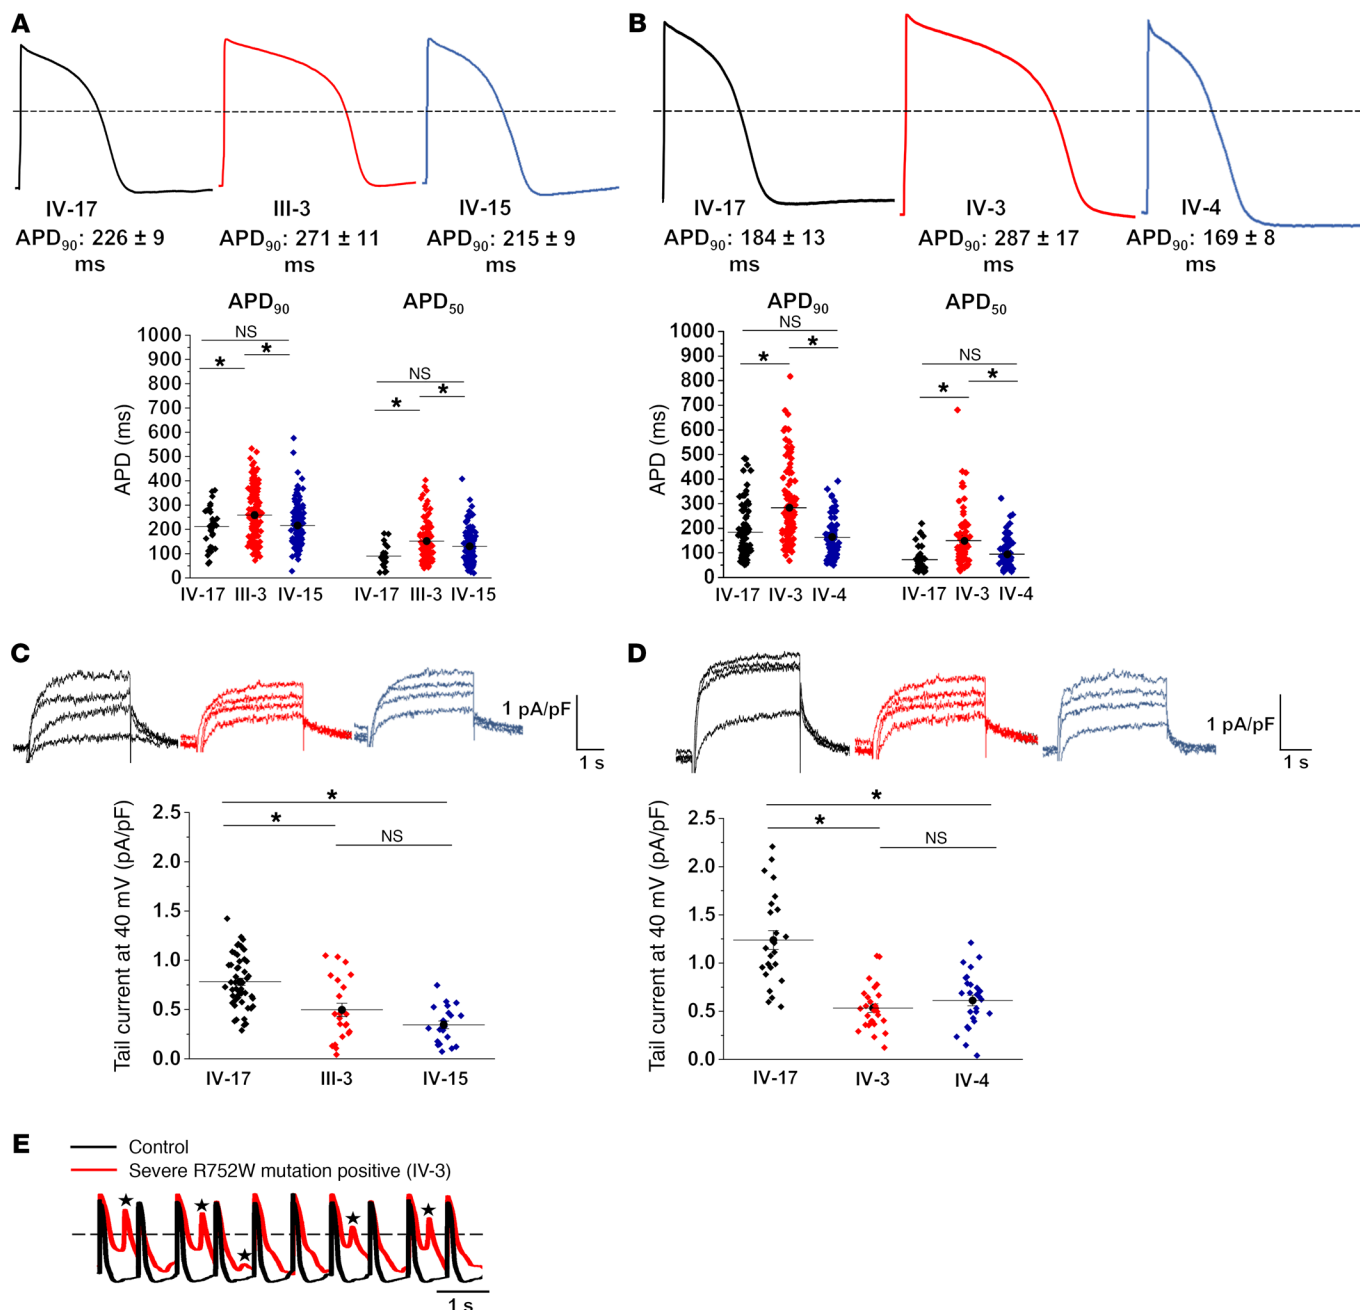 A
IV-17
APD90: 226 ± 9
ms
III-3
APD90: 271 ± 11
ms
IV-15
APD90: 215 ± 9
ms
APD90
APD50
APD (ms)
1000
900
800
700
600
500
400
300
200
100
0
NS
*
*
NS
*
*
IV-17
III-3
IV-15
IV-17
III-3
IV-15
B
IV-17
APD90: 184 ± 13
ms
IV-3
APD90: 287 ± 17
ms
IV-4
APD90: 169 ± 8
ms
APD90
APD50
APD (ms)
1000
900
800
700
600
500
400
300
200
100
0
NS
*
*
NS
*
*
IV-17
IV-3
IV-4
IV-17
IV-3
IV-4
C
1 pA/pF
1 s
Tail current at 40 mV (pA/pF)
2.5
2.0
1.5
1.0
0.5
0.0
*
*
NS
IV-17
III-3
IV-15
D
1 pA/pF
1 s
Tail current at 40 mV (pA/pF)
2.5
2.0
1.5
1.0
0.5
0.0
*
*
NS
IV-17
IV-3
IV-4
E
Control
Severe R752W mutation positive (IV-3)
1 s